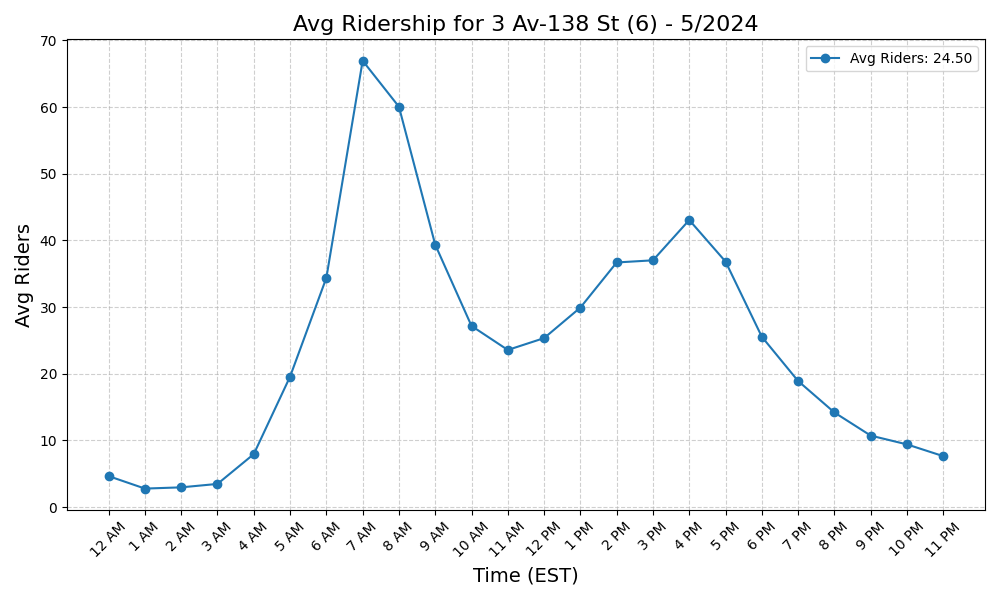 Avg Ridership for 3 Av-138 St (6) - 5/2024
Avg Riders: 24.50
Avg Riders
70
60
50
40
30
20
10
0
12 AM
1 AM
2 AM
3 AM
4 AM
5 AM
6 AM
7 AM
8 AM
9 AM
10 AM
11 AM
12 PM
1 PM
2 PM
3 PM
4 PM
5 PM
6 PM
7 PM
8 PM
9 PM
10 PM
11 PM
Time (EST)